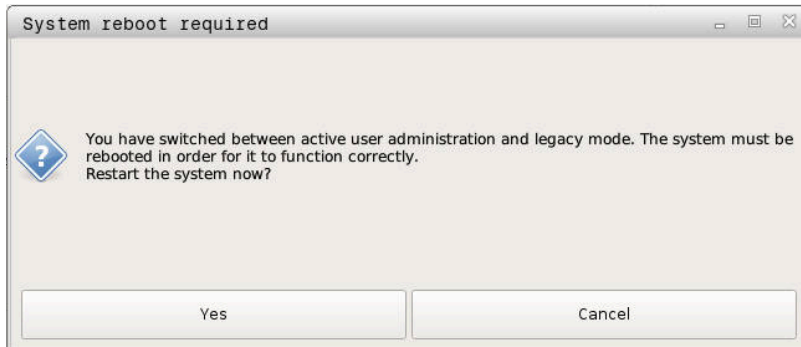 System reboot required
You have switched between active user administration and legacy mode. The system must be
rebooted in order for it to function correctly.
Restart the system now?
Yes
Cancel